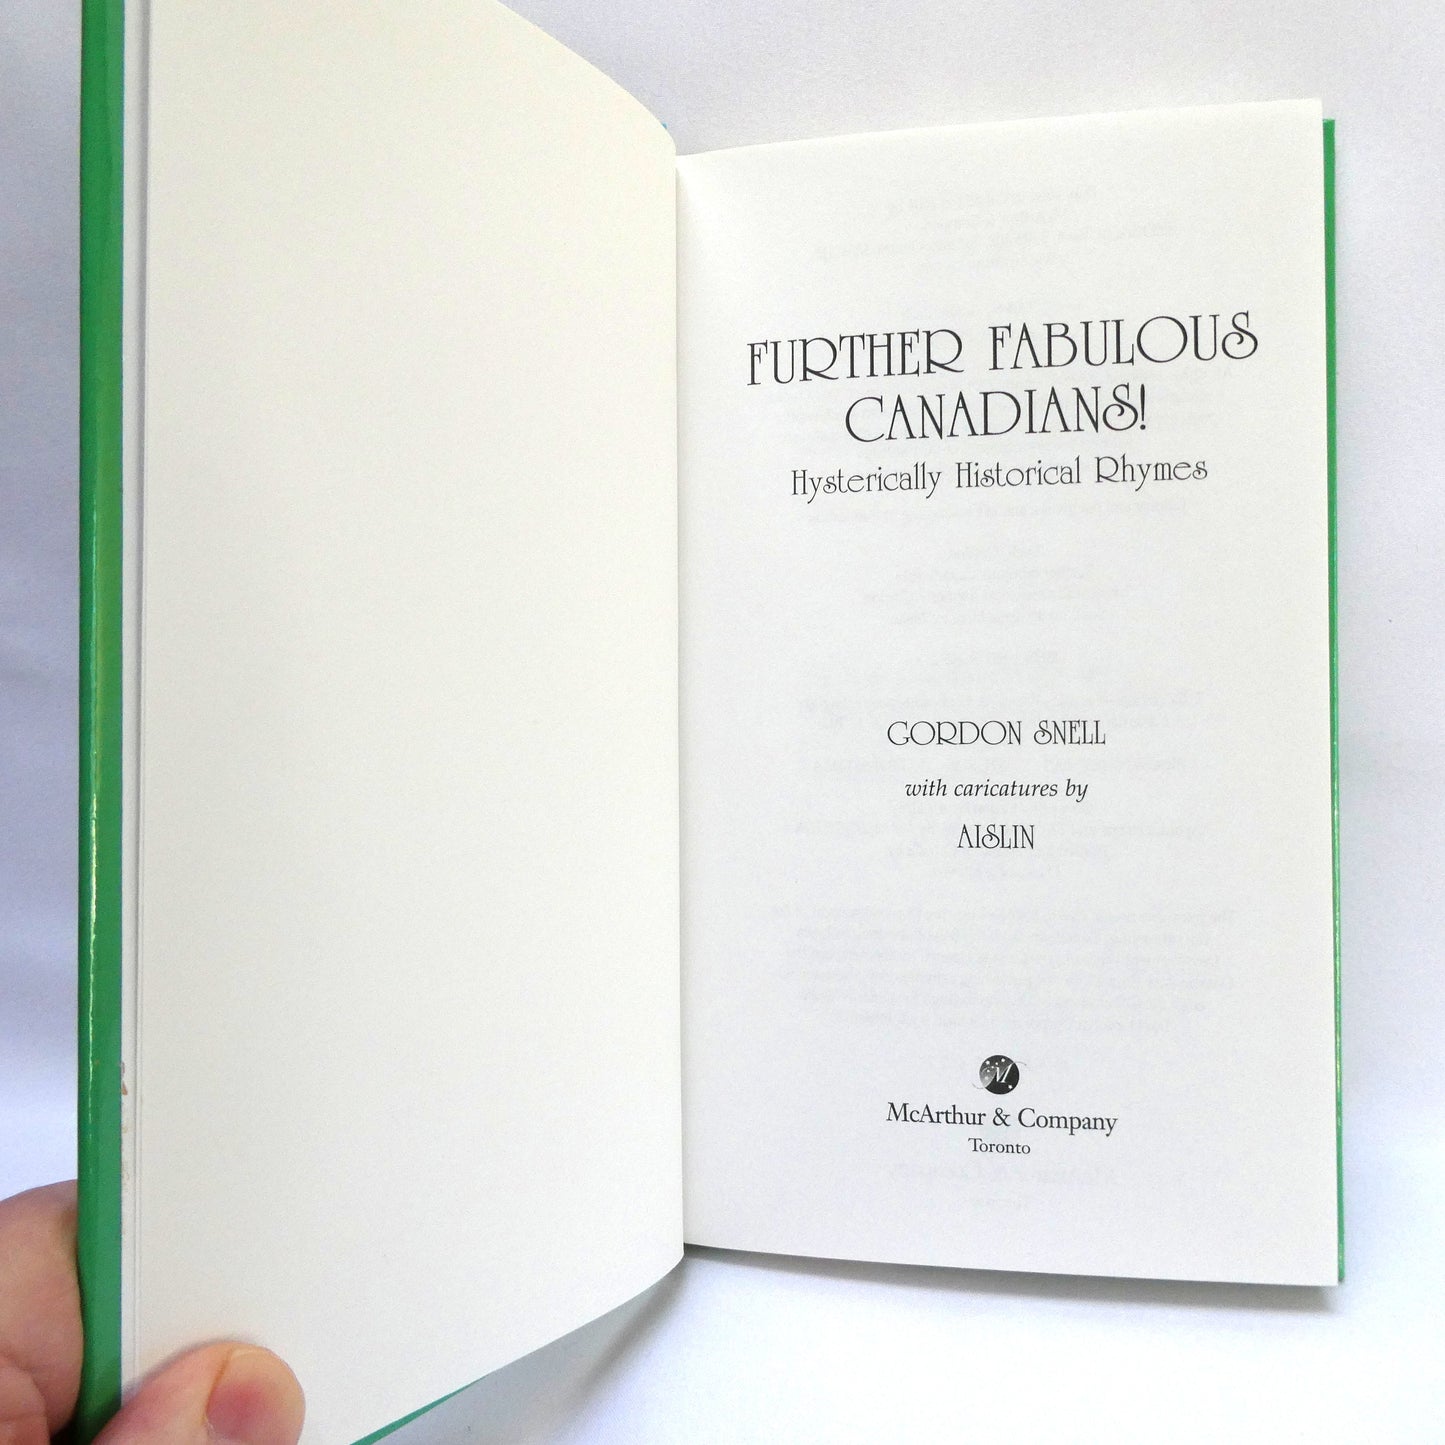 FURTHER FABULOUS
CANADIANS!
Hysterically Historical Rhymes
GORDON SNELL
with caricatures by
AISLIN
M
McArthur & Company
Toronto